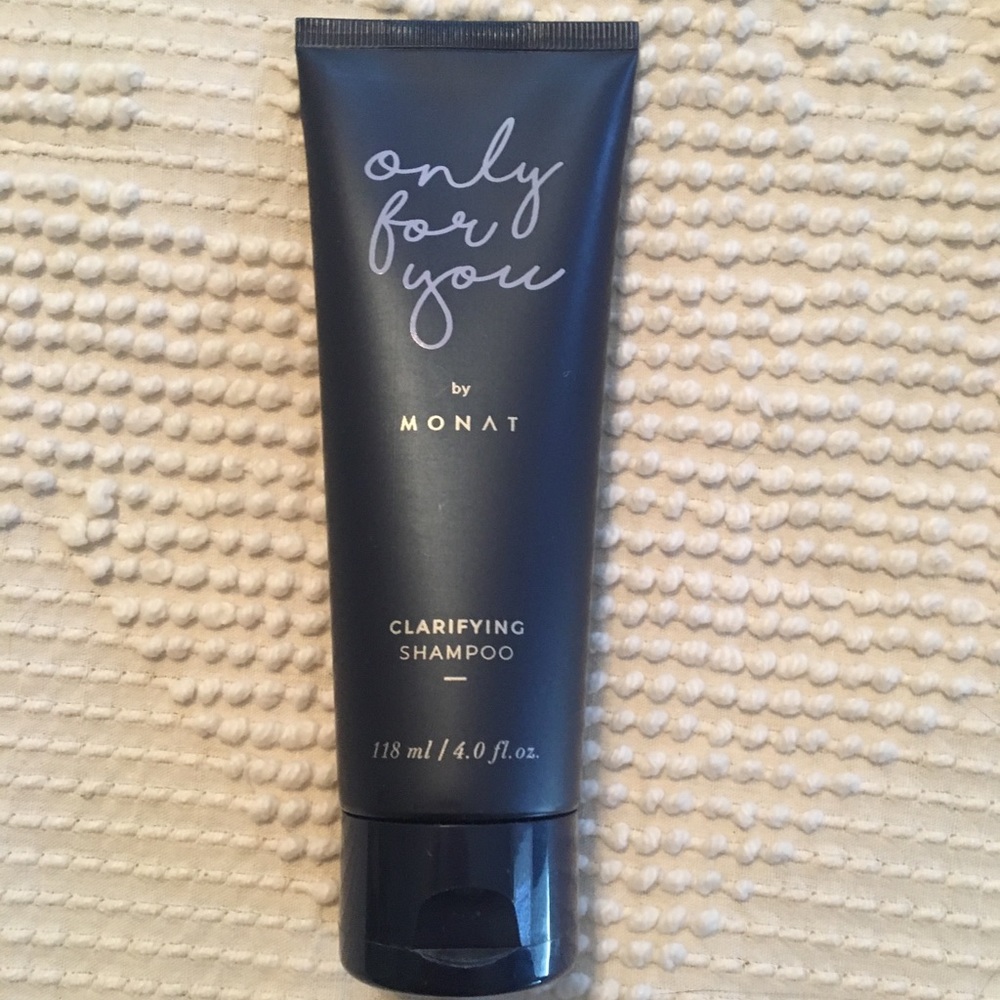 only
for
you
by
MONAT
CLARIFYING
SHAMPOO
118 ml / 4.0 fl.oz.